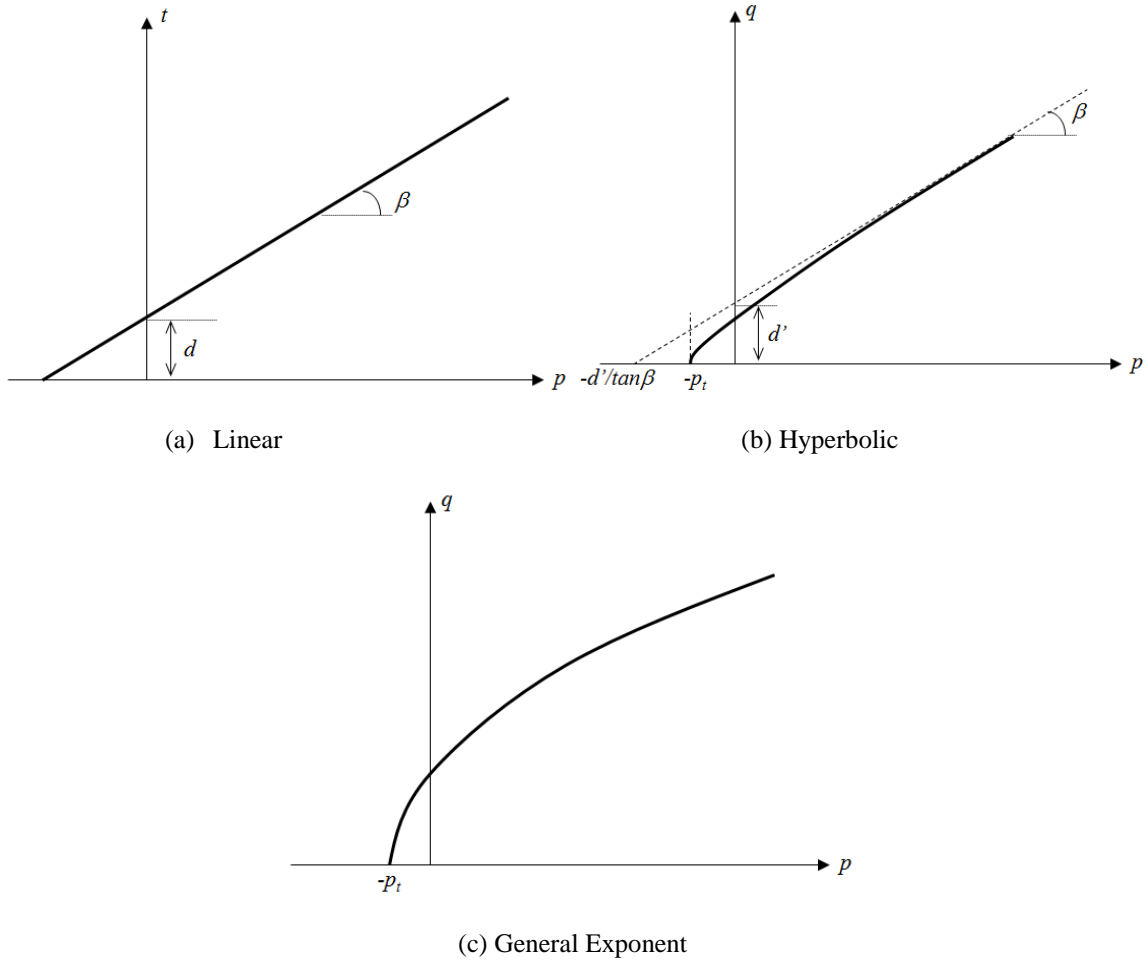 t
β
d
p
(a) Linear
q
β
d’
-d’/tanβ
-pₜ
p
(b) Hyperbolic
q
-pₜ
p
(c) General Exponent